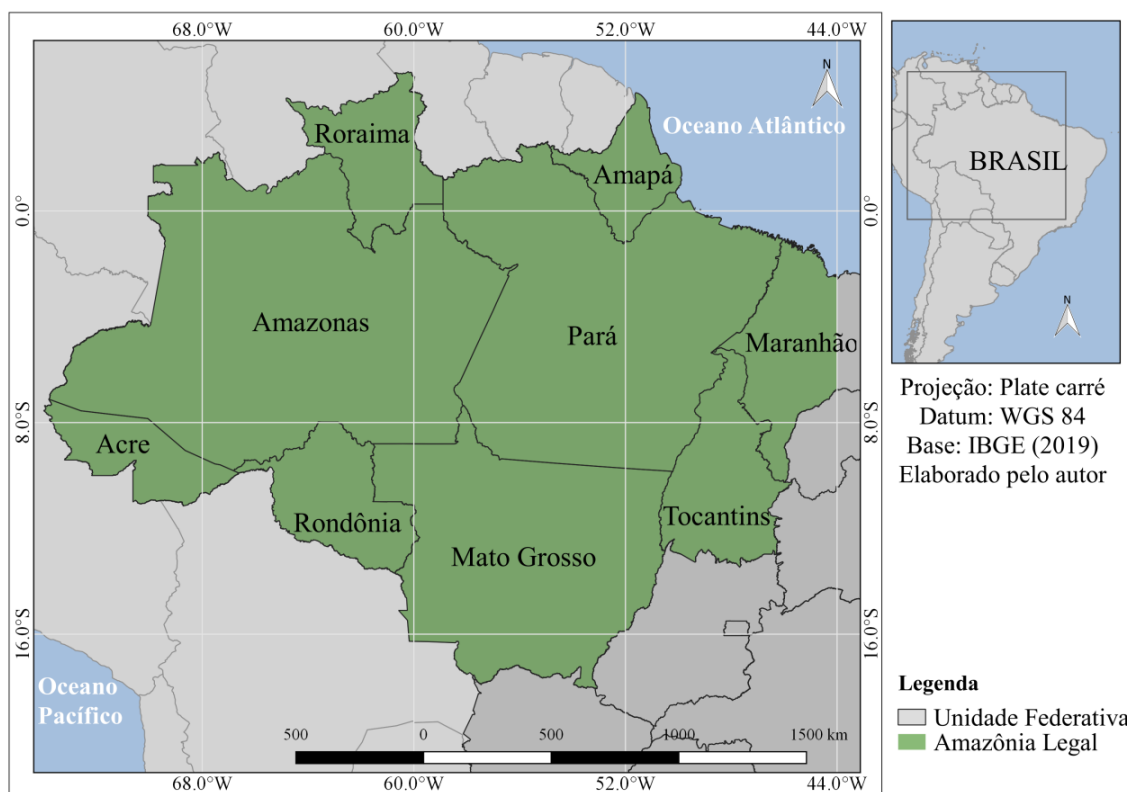 68.0°W 60.0°W 52.0°W 44.0°W
N
Oceano Atlântico
Roraima
Amapá
0.0°
0.0°
Amazonas
Pará
Maranhão
8.0°S
8.0°S
Acre
Rondônia
Tocantins
Mato Grosso
16.0°S
16.0°S
Oceano
Pacífico
500 0 500 1000 1500 km
68.0°W 60.0°W 52.0°W 44.0°W
BRASIL
N
Projeção: Plate carré
Datum: WGS 84
Base: IBGE (2019)
Elaborado pelo autor
Legenda
Unidade Federativa
Amazônia Legal